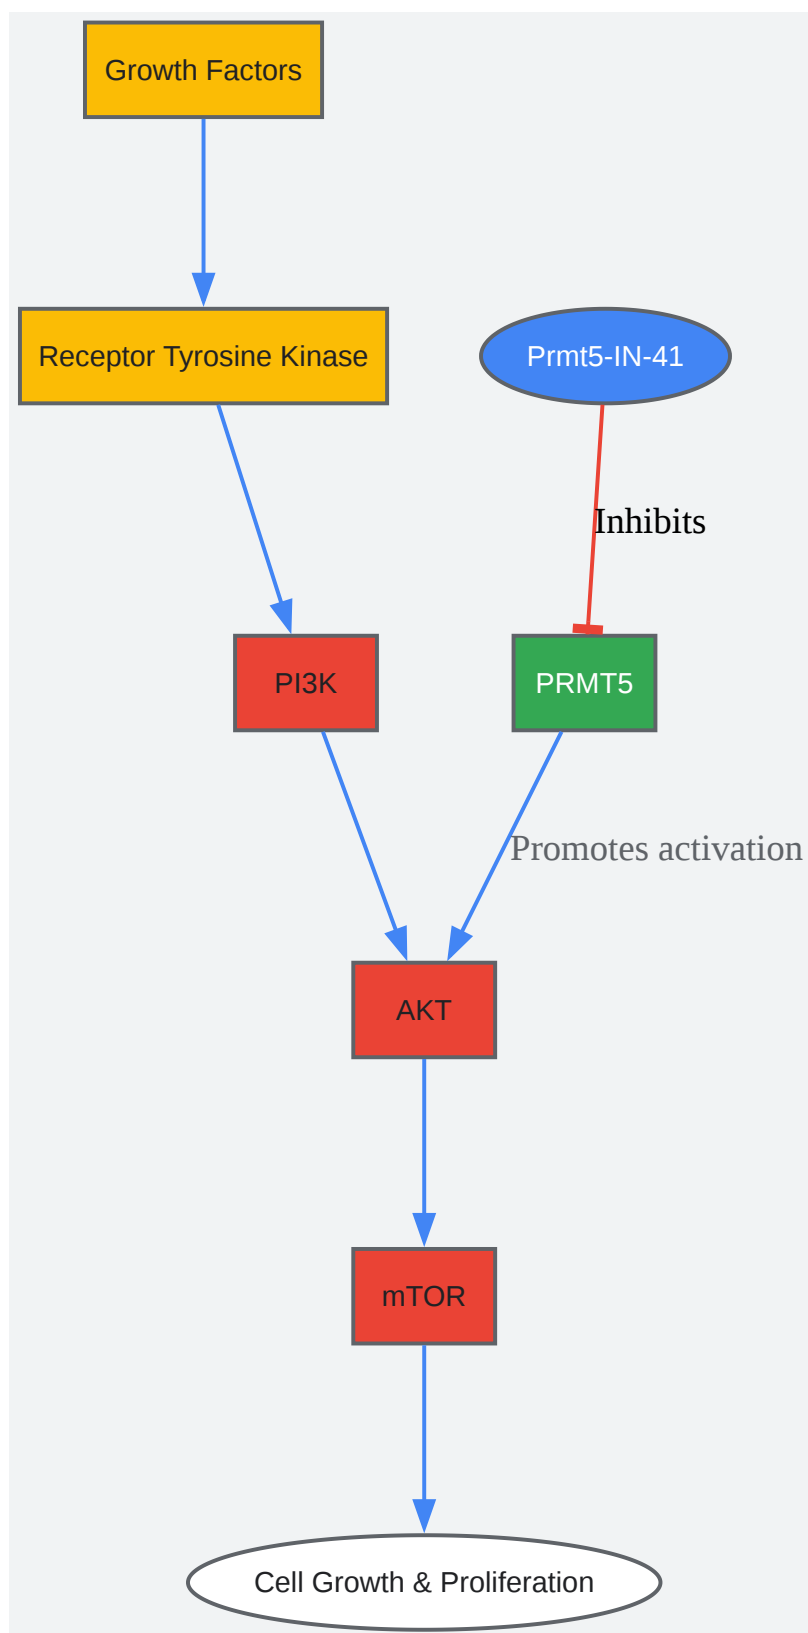 Growth Factors
Receptor Tyrosine Kinase
Prmt5-IN-41
Inhibits
PI3K
PRMT5
Promotes activation
AKT
mTOR
Cell Growth & Proliferation